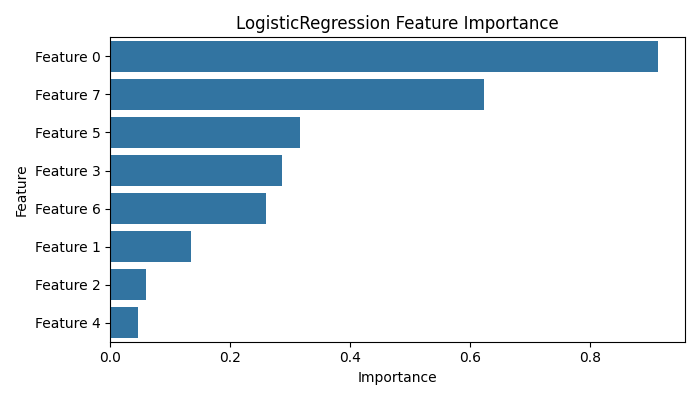 LogisticRegression Feature Importance
Feature 0
Feature 7
Feature 5
Feature 3
Feature 6
Feature 1
Feature 2
Feature 4
Feature
0.0 0.2 0.4 0.6 0.8
Importance